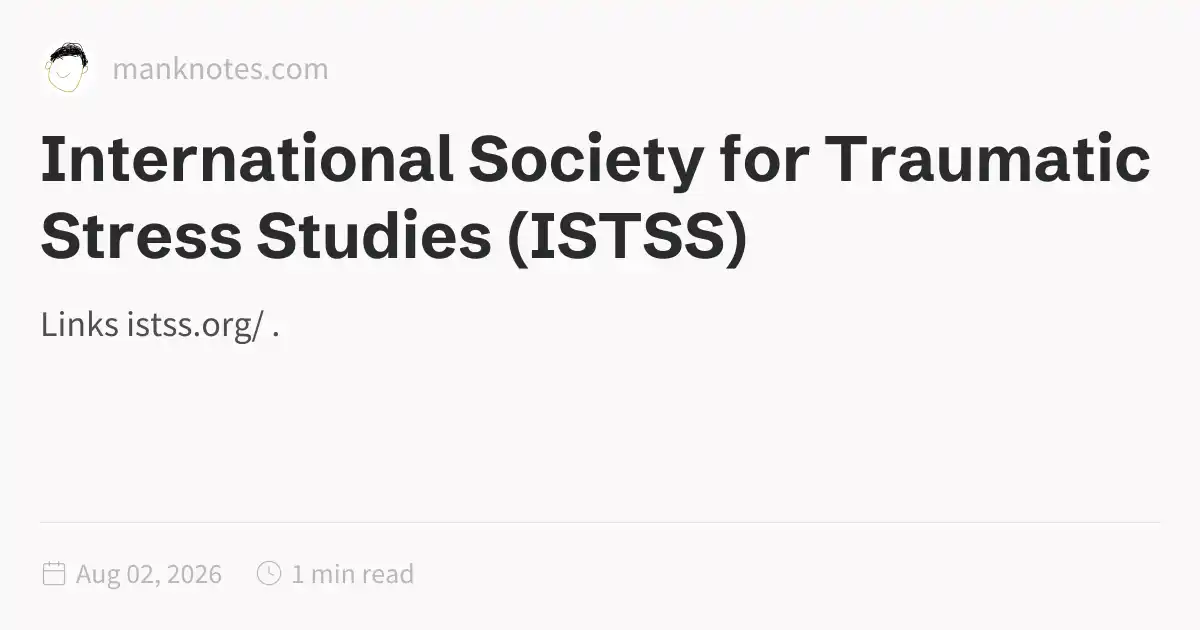 manknotes.com
International Society for Traumatic
Stress Studies (ISTSS)
Links istss.org/ .
Aug 02, 2026 1 min read